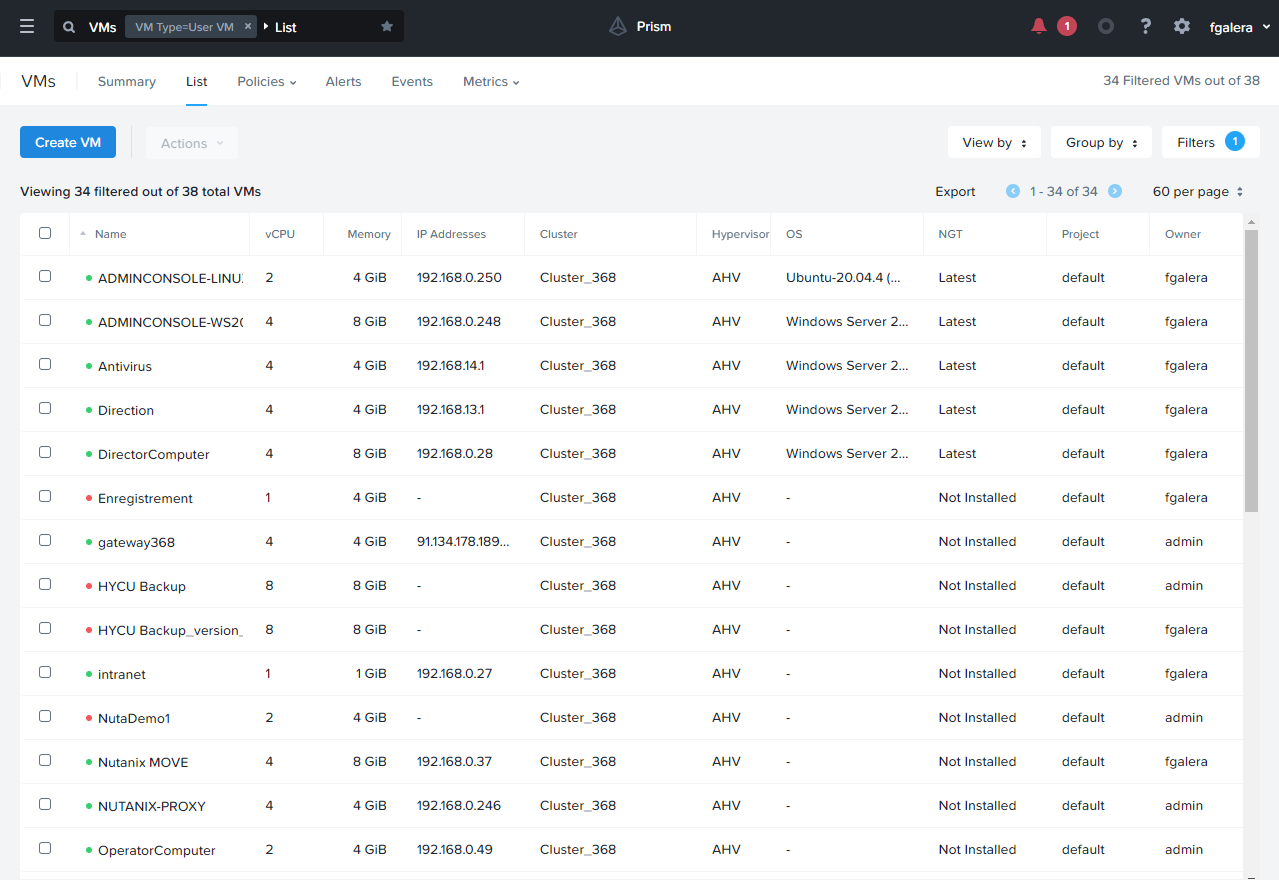 VMs VM Type=User VM × List Prism 1 ? fgalera
VMs Summary List Policies Alerts Events Metrics 34 Filtered VMs out of 38
Create VM Actions View by Group by Filters 1
Viewing 34 filtered out of 38 total VMs Export 1 - 34 of 34 60 per page
Name vCPU Memory IP Addresses Cluster Hypervisor OS NGT Project Owner
ADMINCONSOLE-LINU 2 4 GiB 192.168.0.250 Cluster_368 AHV Ubuntu-20.04.4 (... Latest default fgalera
ADMINCONSOLE-WS20 4 8 GiB 192.168.0.248 Cluster_368 AHV Windows Server 2... Latest default fgalera
Antivirus 4 4 GiB 192.168.14.1 Cluster_368 AHV Windows Server 2... Latest default fgalera
Direction 4 4 GiB 192.168.13.1 Cluster_368 AHV Windows Server 2... Latest default fgalera
DirectorComputer 4 8 GiB 192.168.0.28 Cluster_368 AHV Windows Server 2... Latest default fgalera
Enregistrement 1 4 GiB - Cluster_368 AHV - Not Installed default fgalera
gateway368 4 4 GiB 91.134.178.189... Cluster_368 AHV - Not Installed default admin
HYCU Backup 8 8 GiB - Cluster_368 AHV - Not Installed default admin
HYCU Backup_version_ 8 8 GiB - Cluster_368 AHV - Not Installed default fgalera
intranet 1 1 GiB 192.168.0.27 Cluster_368 AHV - Not Installed default fgalera
NutaDemo1 2 4 GiB - Cluster_368 AHV - Not Installed default admin
Nutanix MOVE 4 8 GiB 192.168.0.37 Cluster_368 AHV - Not Installed default fgalera
NUTANIX-PROXY 4 4 GiB 192.168.0.246 Cluster_368 AHV - Not Installed default admin
OperatorComputer 2 4 GiB 192.168.0.49 Cluster_368 AHV - Not Installed default admin